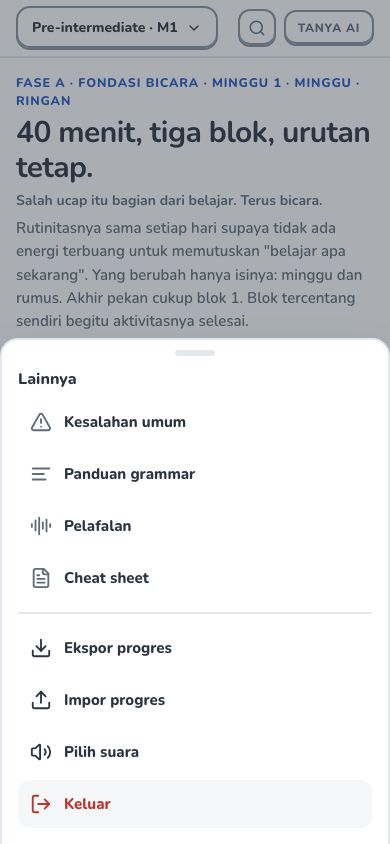 Pre-intermediate · M1
TANYA AI
FASE A · FONDASI BICARA · MINGGU 1 · MINGGU ·
RINGAN
40 menit, tiga blok, urutan
tetap.
Salah ucap itu bagian dari belajar. Terus bicara.
Rutinitasnya sama setiap hari supaya tidak ada
energi terbuang untuk memutuskan "belajar apa
sekarang". Yang berubah hanya isinya: minggu dan
rumus. Akhir pekan cukup blok 1. Blok tercentang
sendiri begitu aktivitasnya selesai.
Lainnya
Kesalahan umum
Panduan grammar
Pelafalan
Cheat sheet
Ekspor progres
Impor progres
Pilih suara
Keluar